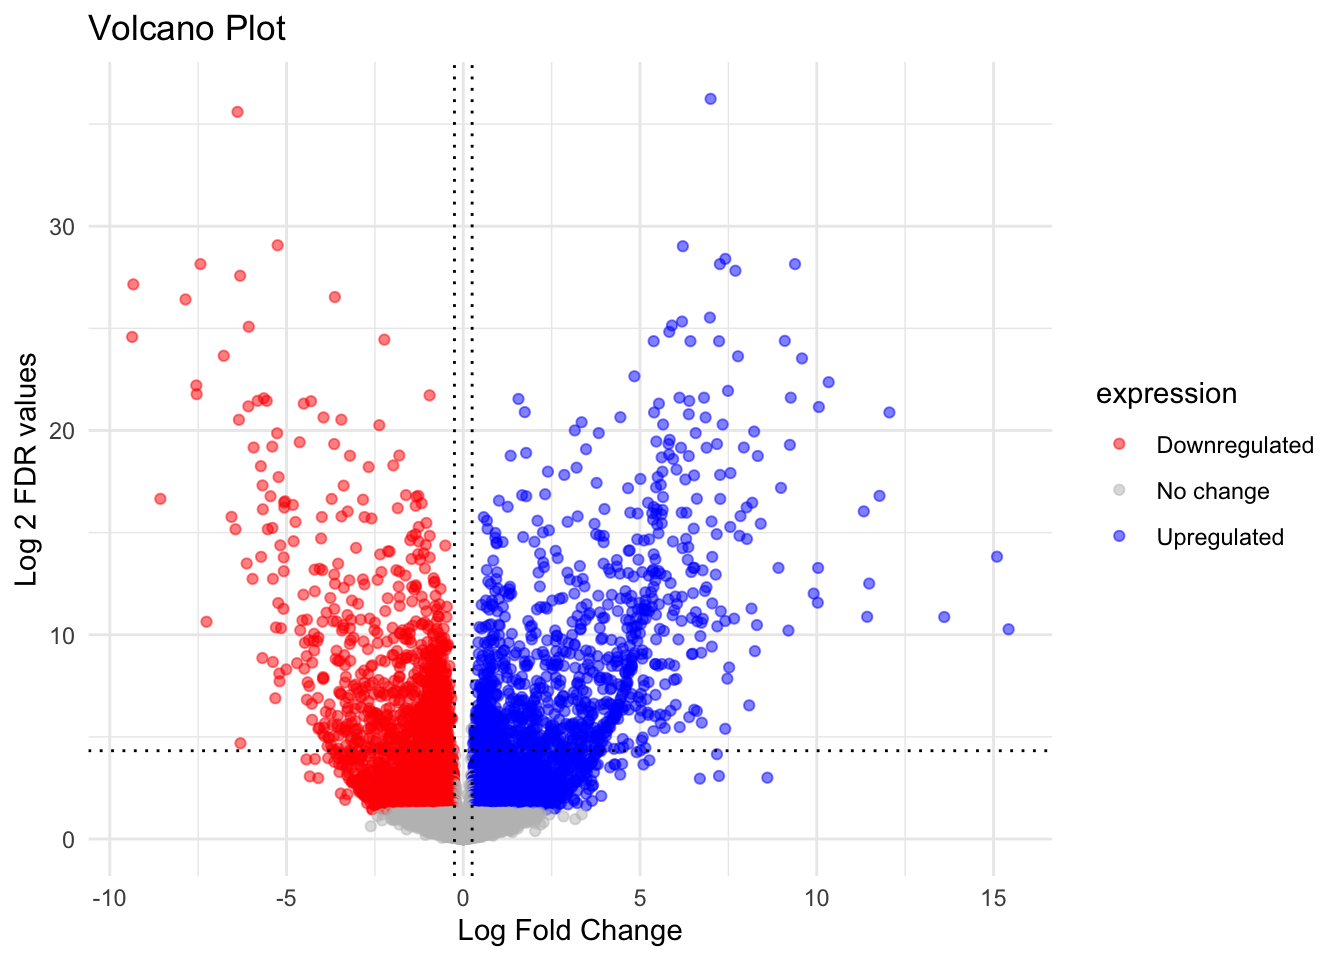 Volcano Plot
Log 2 FDR values
30
20
10
0
-10 -5 0 5 10 15
Log Fold Change
expression
Downregulated
No change
Upregulated